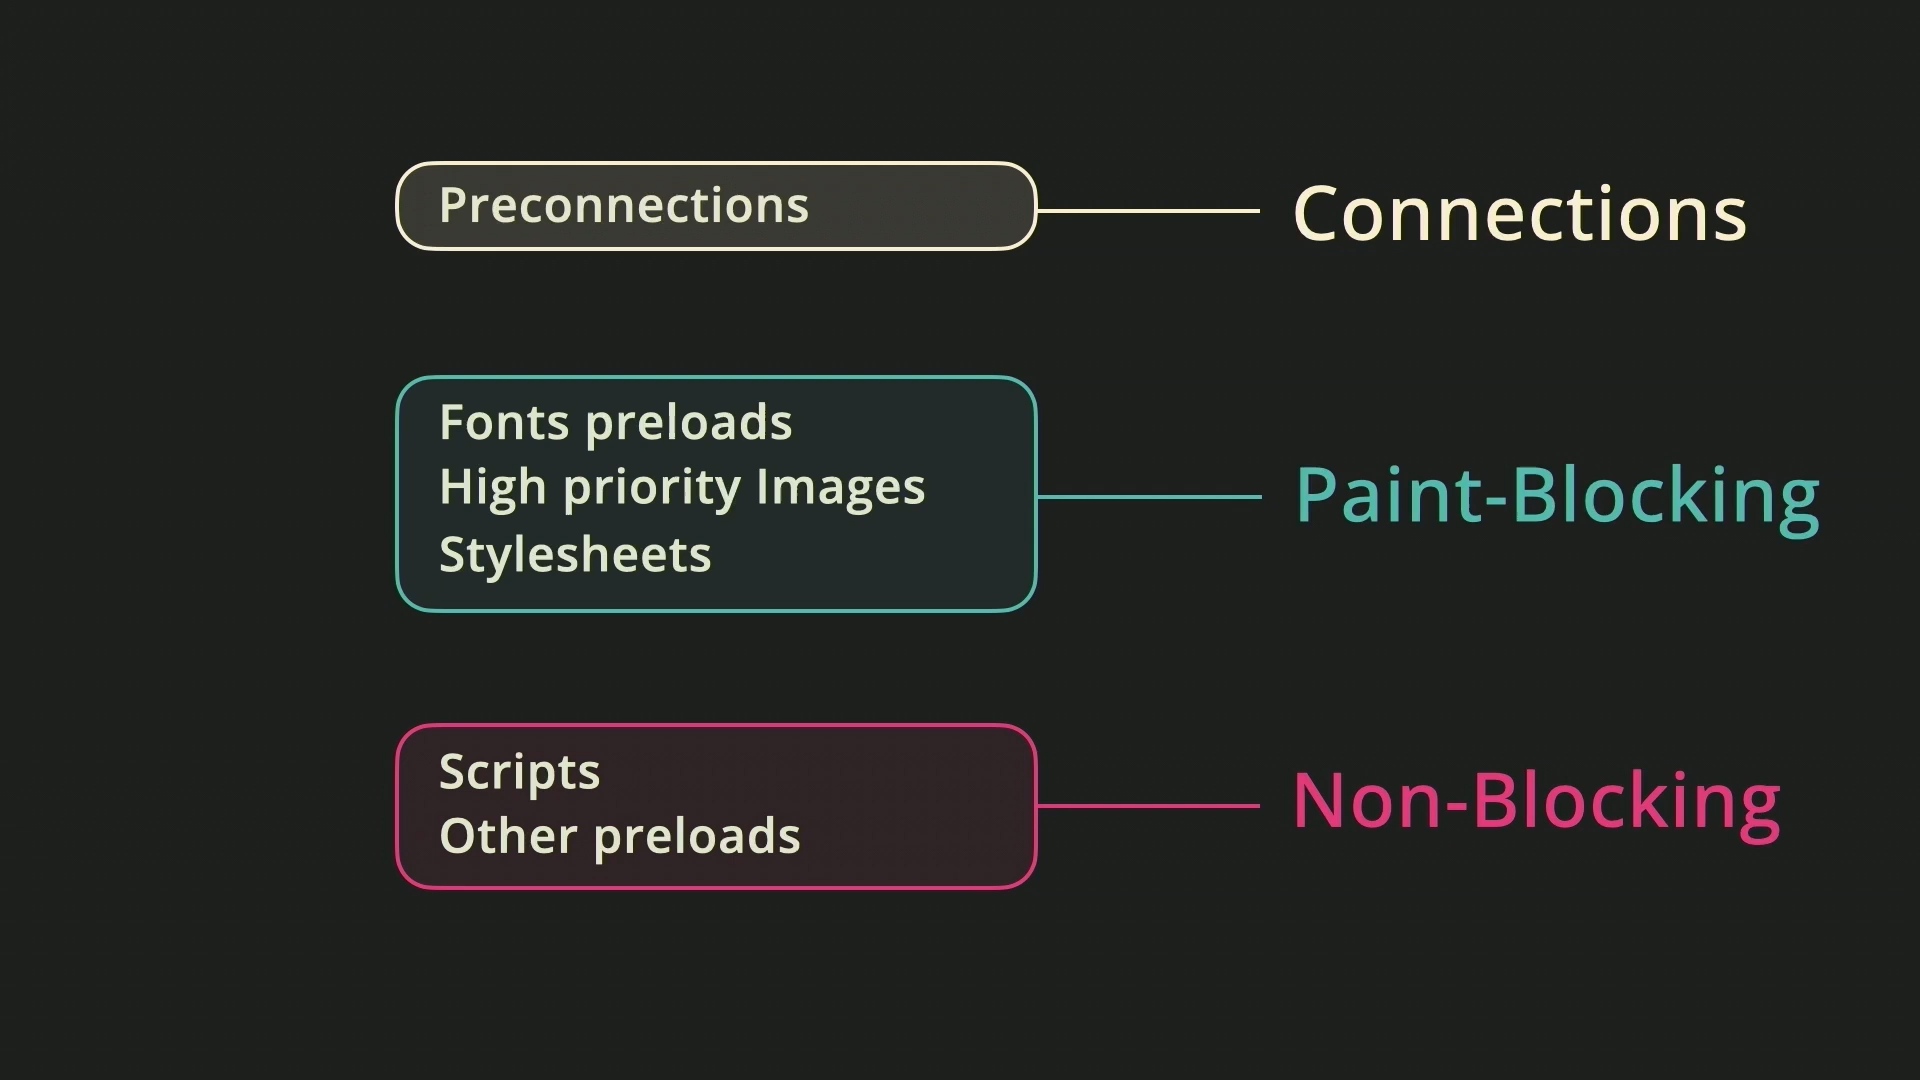 Preconnections
Connections
Fonts preloads
High priority Images
Stylesheets
Paint-Blocking
Scripts
Other preloads
Non-Blocking